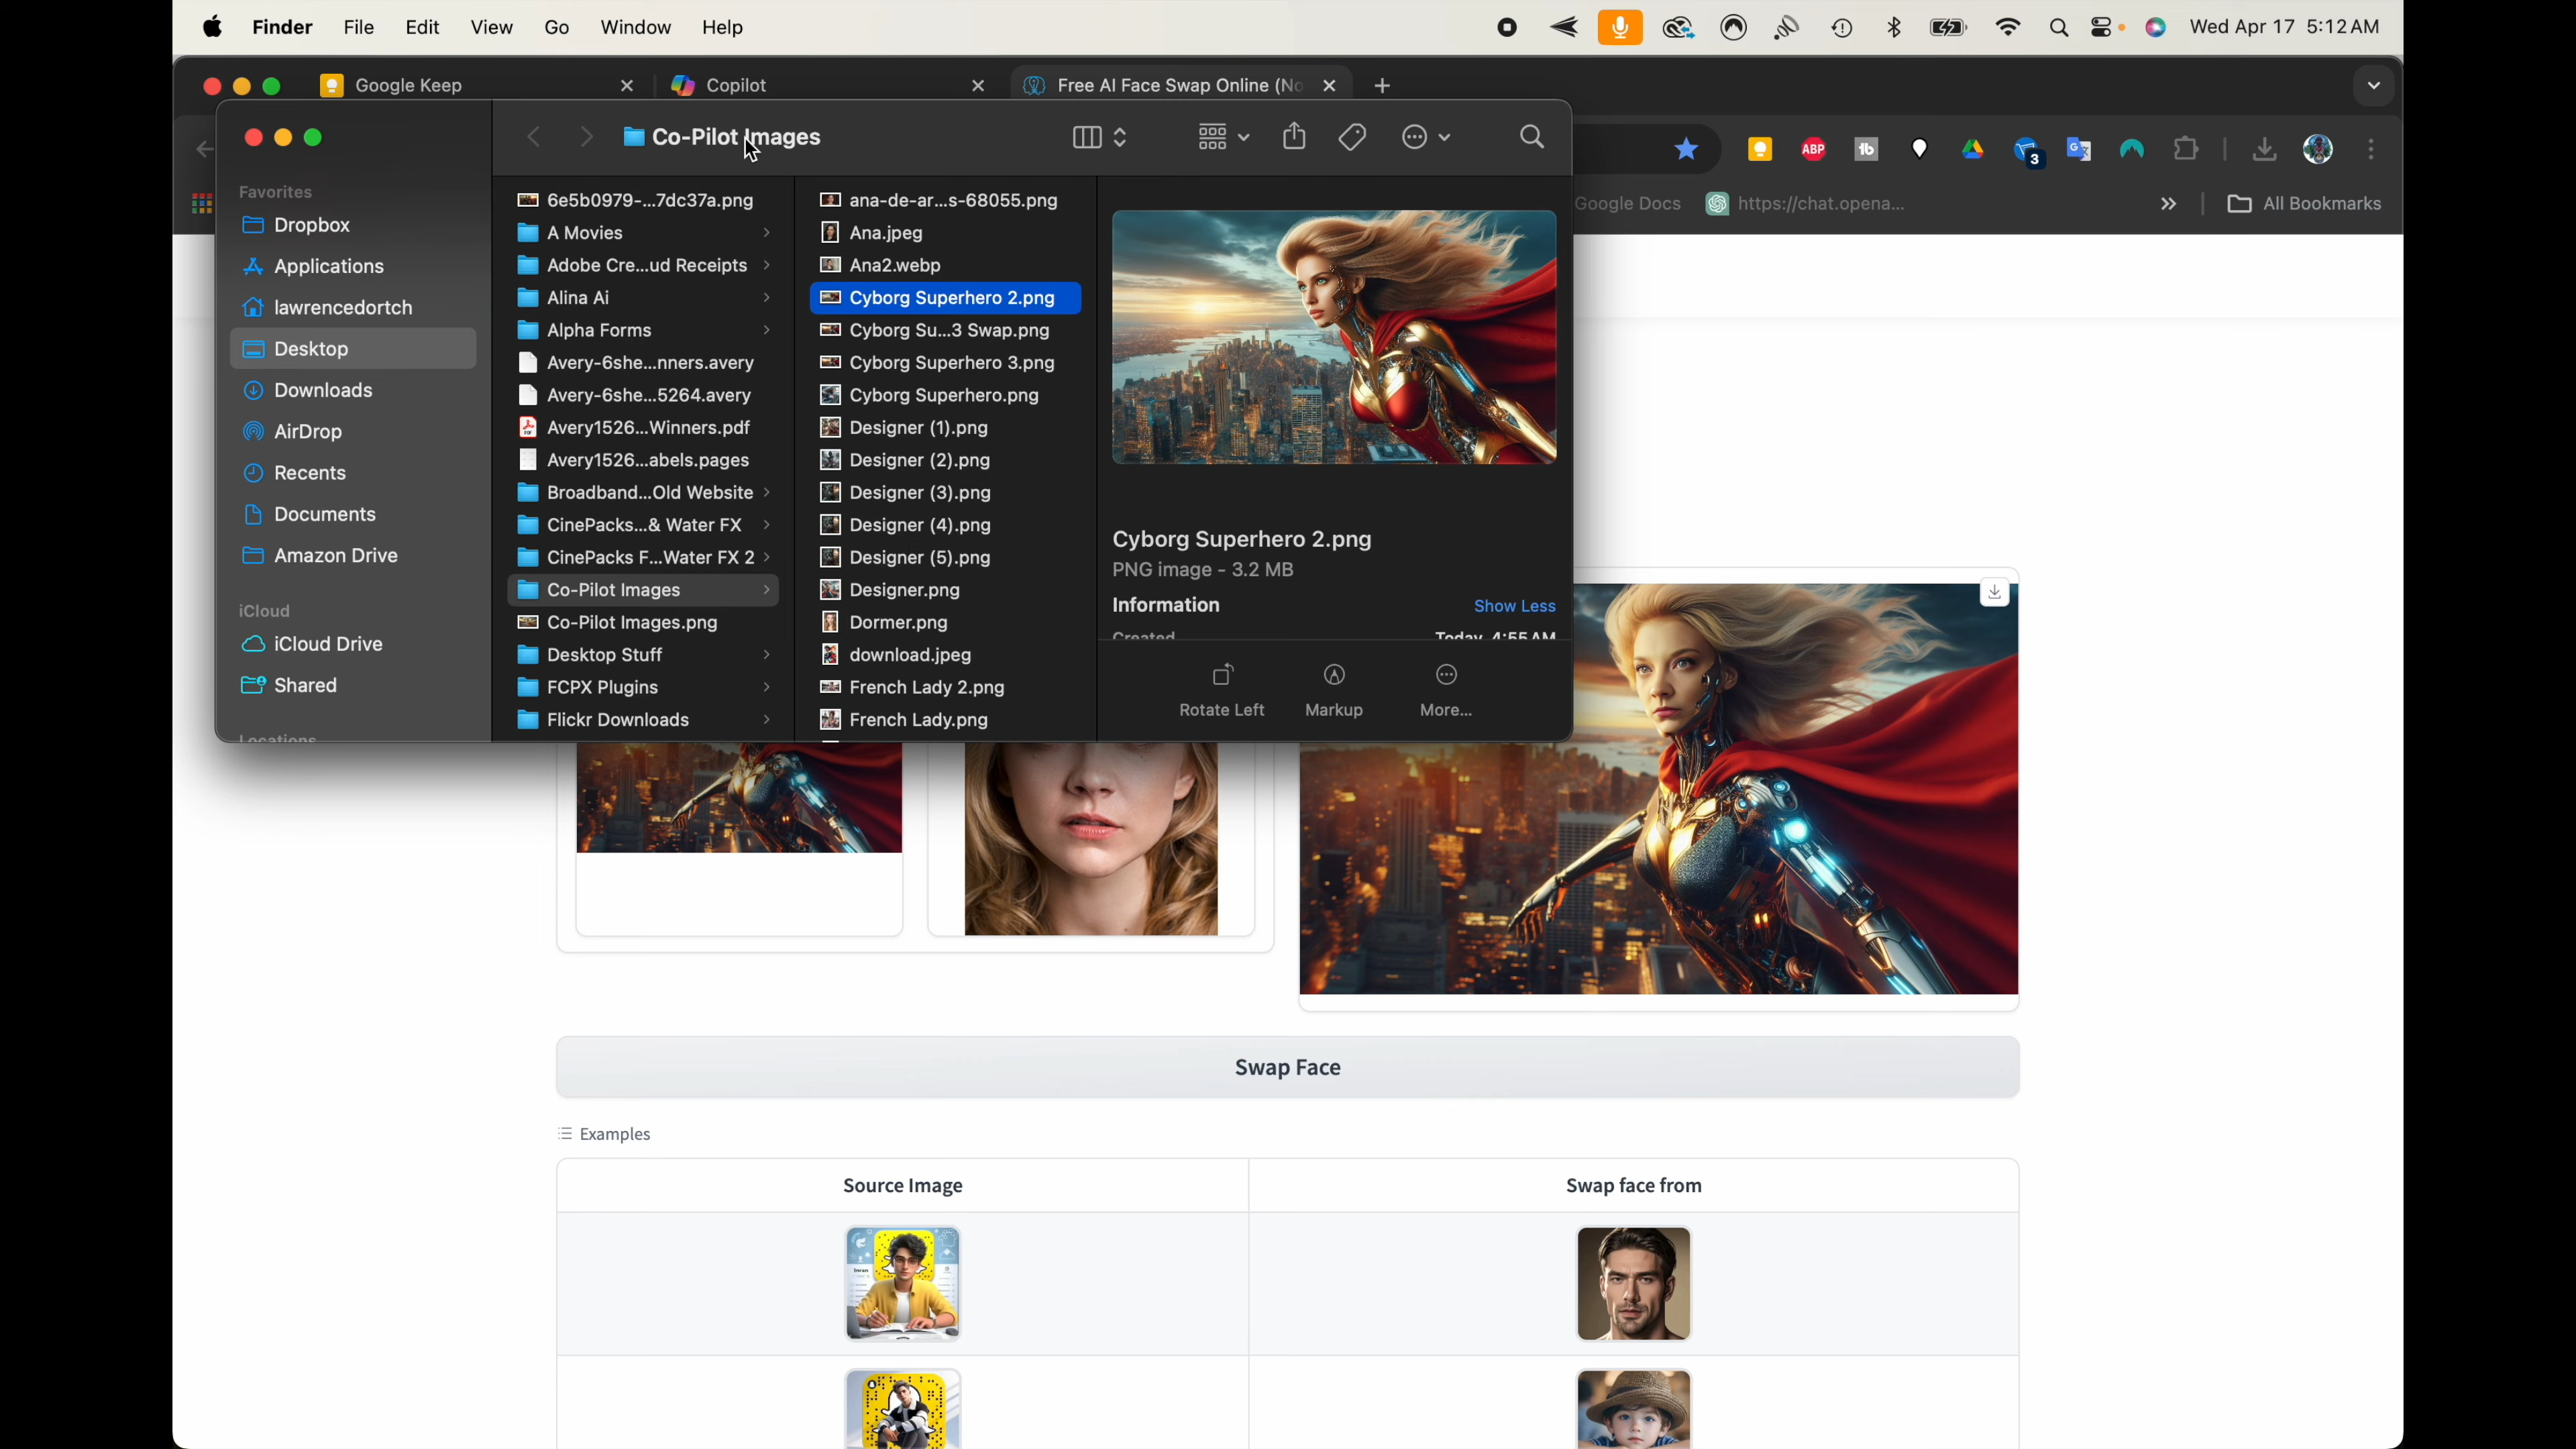 Finder File Edit View Go Window Help Wed Apr 17 5:12 AM
Google Keep
Copilot
Free AI Face Swap Online (No
ABP
3
Google Docs
https://chat.opena...
All Bookmarks
Co-Pilot Images
Favorites
Dropbox
Applications
lawrencedortch
Desktop
Downloads
AirDrop
Recents
Documents
Amazon Drive
iCloud
iCloud Drive
Shared
Locations
6e5b0979-...7dc37a.png
A Movies
Adobe Cre...ud Receipts
Alina Ai
Alpha Forms
Avery-6she...nners.avery
Avery-6she...5264.avery
Avery1526...Winners.pdf
Avery1526...abels.pages
Broadband...Old Website
CinePacks...& Water FX
CinePacks F...Water FX 2
Co-Pilot Images
Co-Pilot Images.png
Desktop Stuff
FCPX Plugins
Flickr Downloads
ana-de-ar...s-68055.png
Ana.jpeg
Ana2.webp
Cyborg Superhero 2.png
Cyborg Su...3 Swap.png
Cyborg Superhero 3.png
Cyborg Superhero.png
Designer (1).png
Designer (2).png
Designer (3).png
Designer (4).png
Designer (5).png
Designer.png
Dormer.png
download.jpeg
French Lady 2.png
French Lady.png
Cyborg Superhero 2.png
PNG image - 3.2 MB
Information Show Less
Created Today, 4:55 AM
Rotate Left
Markup
More...
Swap Face
Examples
Source Image
Swap face from